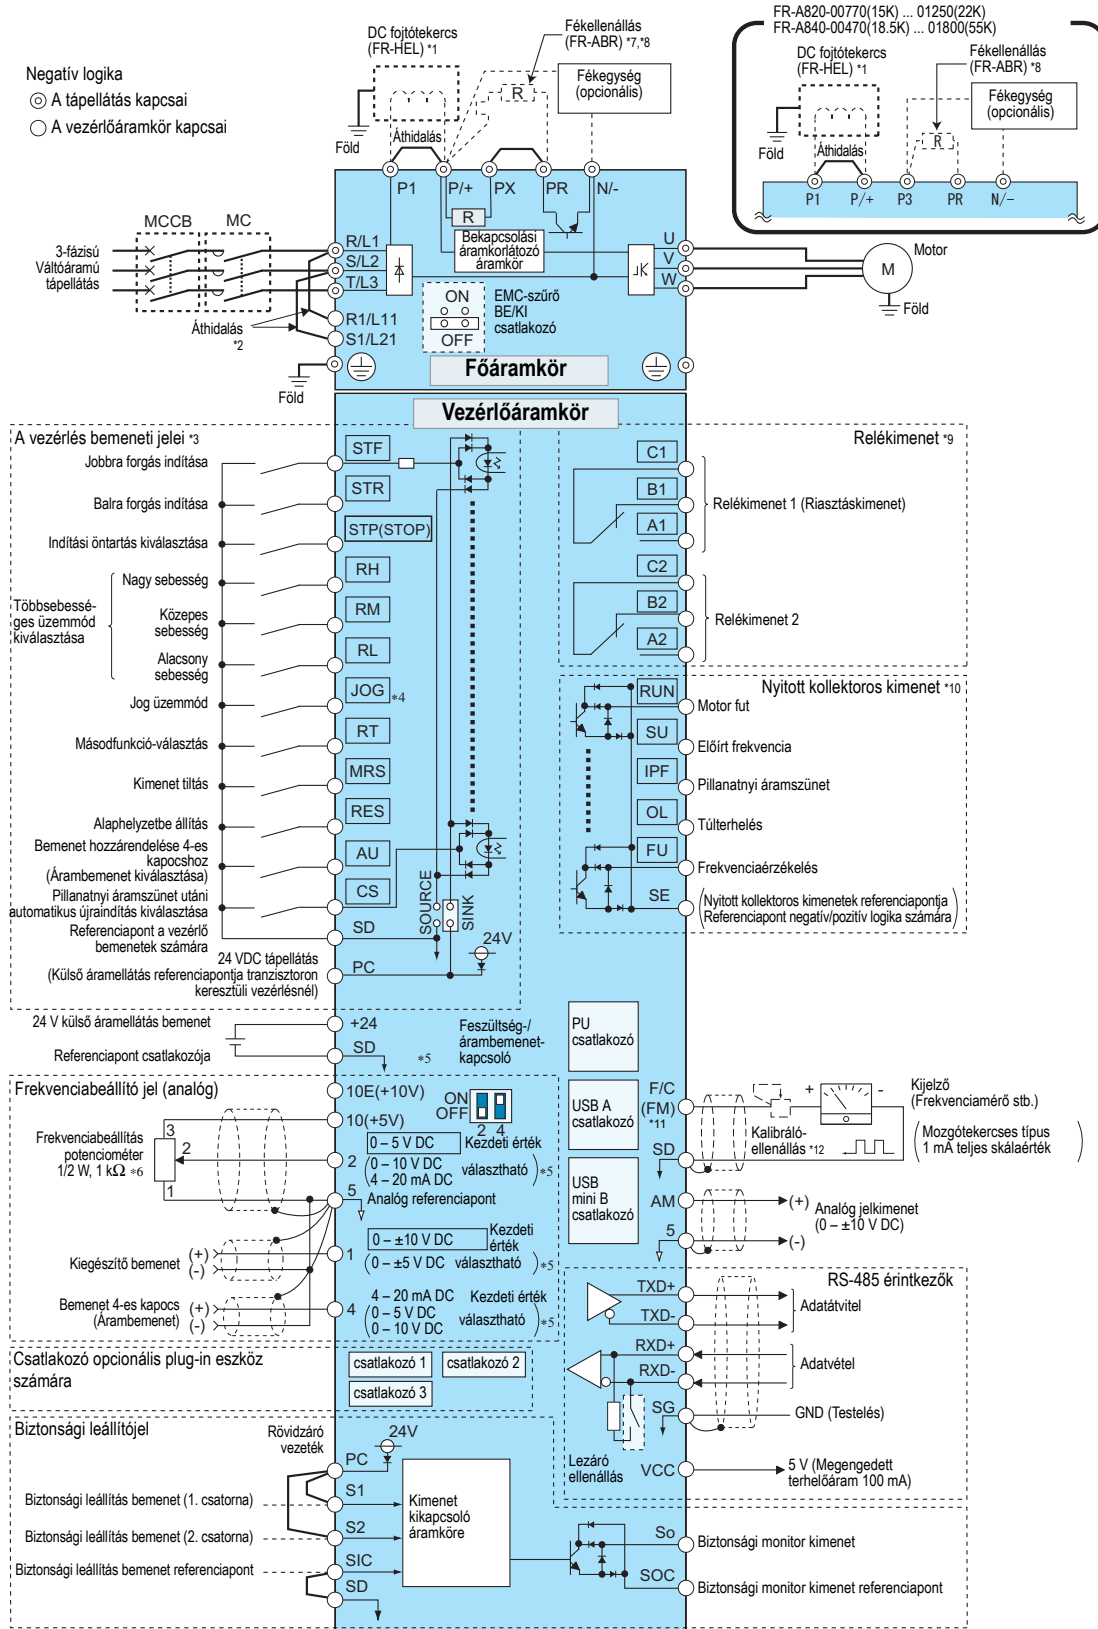 FR-A820-00770(15K) ... 01250(22K)
FR-A840-00470(18.5K) ... 01800(55K)
DC fojtótekercs
(FR-HEL) *1
Fékellenállás
(FR-ABR) *8
Fékegység
(opcionális)
R
Föld
Áthidalás
P1
P/+
P3
PR
N/–
DC fojtótekercs
(FR-HEL) *1
Fékellenállás
(FR-ABR) *7,*8
Fékegység
(opcionális)
R
Föld
Áthidalás
Negatív logika
A tápellátás kapcsai
A vezérlőáramkör kapcsai
P1
P/+
PX
PR
N/-
R
Bekapcsolási
áramkorlátozó
áramkör
MCCB
MC
3-fázisú
Váltóáramú
tápellátás
R/L1
S/L2
T/L3
R1/L11
S1/L21
Áthidalás
*2
Föld
ON
OFF
EMC-szűrő
BE/KI
csatlakozó
U
V
W
M
Motor
Föld
Főáramkör
Vezérlőáramkör
A vezérlés bemeneti jelei *3
Jobbra forgás indítása
STF
Balra forgás indítása
STR
Indítási öntartás kiválasztása
STP(STOP)
Többsebessé-
ges üzemmód
kiválasztása
Nagy sebesség
RH
Közepes
sebesség
RM
Alacsony
sebesség
RL
Jog üzemmód
JOG *4
Másodfunkció-választás
RT
Kimenet tiltás
MRS
Alaphelyzetbe állítás
RES
Bemenet hozzárendelése 4-es
kapocshoz
(Árambemenet kiválasztása)
AU
Pillanatnyi áramszünet utáni
automatikus újraindítás kiválasztása
CS
Referenciapont a vezérlő
bemenetek számára
SD
24 VDC tápellátás
(Külső áramellátás referenciapontja tranzisztoron
keresztüli vezérlésnél)
PC
SOURCE
SINK
24V
Relékimenet *9
C1
B1
A1
Relékimenet 1 (Riasztáskimenet)
C2
B2
A2
Relékimenet 2
Nyitott kollektoros kimenet *10
RUN
Motor fut
SU
Előírt frekvencia
IPF
Pillanatnyi áramszünet
OL
Túlterhelés
FU
Frekvenciaérzékelés
SE
(Nyitott kollektoros kimenetek referenciapontja
Referenciapont negatív/pozitív logika számára)
24 V külső áramellátás bemenet
+24
Referenciapont csatlakozója
SD
*5
Feszültség-/
árambemenet-
kapcsoló
PU
csatlakozó
USB A
csatlakozó
USB
mini B
csatlakozó
Frekvenciabeállító jel (analóg)
10E(+10V)
ON
OFF
2 4
10(+5V)
Frekvenciabeállítás
potenciométer
1/2 W, 1 kΩ *6
3
2
1
2
0 – 5 V DC
Kezdeti érték
(0 – 10 V DC
4 – 20 mA DC
választható) *5
5
Analóg referenciapont
Kiegészítő bemenet
(+)
(-)
1
0 – ±10 V DC
Kezdeti
érték
(0 – ±5 V DC
választható) *5
Bemenet 4-es kapocs
(Árambemenet)
(+)
(-)
4
4 – 20 mA DC
Kezdeti érték
(0 – 5 V DC
0 – 10 V DC
választható) *5
F/C
(FM)
*11
SD
+
-
Kijelző
(Frekvenciamérő stb.)
Kalibráló-
ellenállás *12
(Mozgótekercses típus
1 mA teljes skálaérték)
AM
5
(+)
(-)
Analóg jelkimenet
(0 – ±10 V DC)
RS-485 érintkezők
TXD+
TXD-
Adatátvitel
RXD+
RXD-
Adatvétel
SG
GND (Testelés)
Lezáró
ellenállás
VCC
5 V (Megengedett
terhelőáram 100 mA)
Csatlakozó opcionális plug-in eszköz
számára
csatlakozó 1
csatlakozó 2
csatlakozó 3
Biztonsági leállítójel
Rövidzáró
vezeték
24V
PC
Biztonsági leállítás bemenet (1. csatorna)
S1
Biztonsági leállítás bemenet (2. csatorna)
S2
Biztonsági leállítás bemenet referenciapont
SIC
SD
Kimenet
kikapcsoló
áramköre
So
Biztonsági monitor kimenet
SOC
Biztonsági monitor kimenet referenciapont